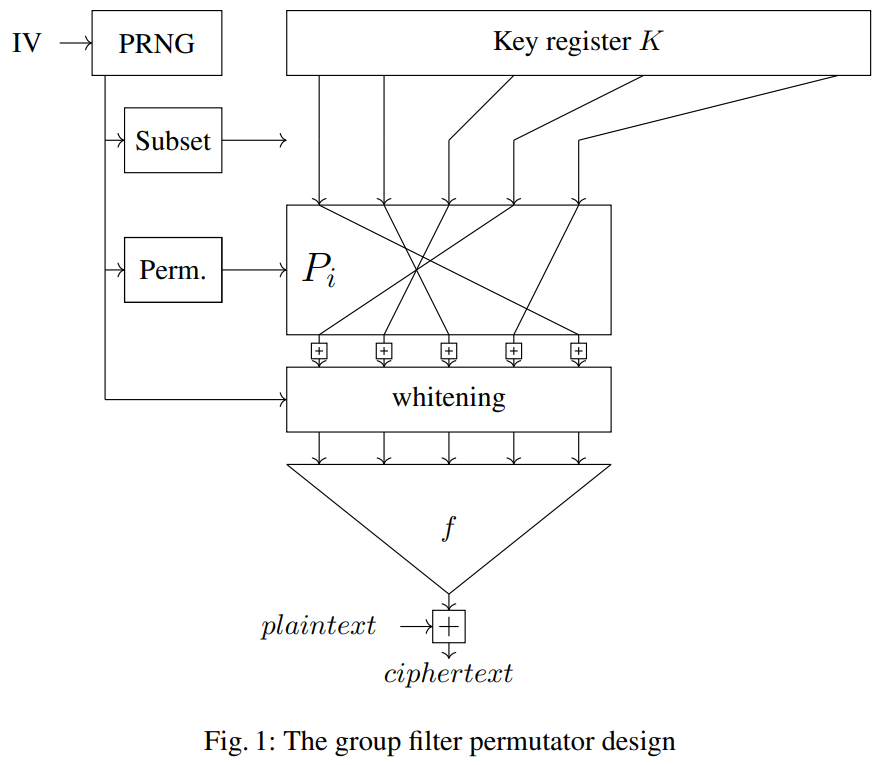 IV
PRNG
Key register K
Subset
Perm.
P_i
+ + + + +
whitening
f
plaintext
+
ciphertext
Fig. 1: The group filter permutator design